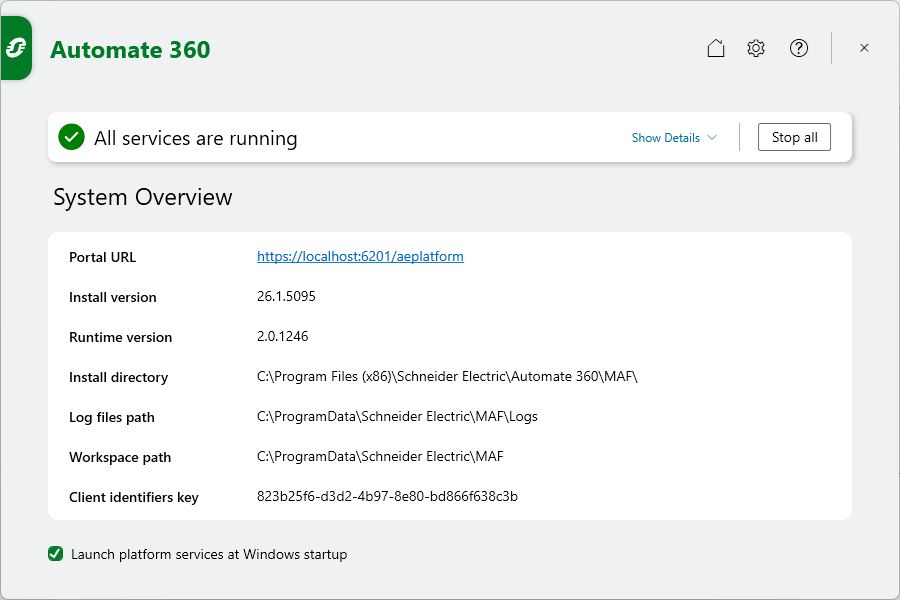 Automate 360
All services are running
Show Details
Stop all
System Overview
Portal URL https://localhost:6201/aeplatform
Install version 26.1.5095
Runtime version 2.0.1246
Install directory C:\Program Files (x86)\Schneider Electric\Automate 360\MAF\
Log files path C:\ProgramData\Schneider Electric\MAF\Logs
Workspace path C:\ProgramData\Schneider Electric\MAF
Client identifiers key 823b25f6-d3d2-4b97-8e80-bd866f638c3b
Launch platform services at Windows startup